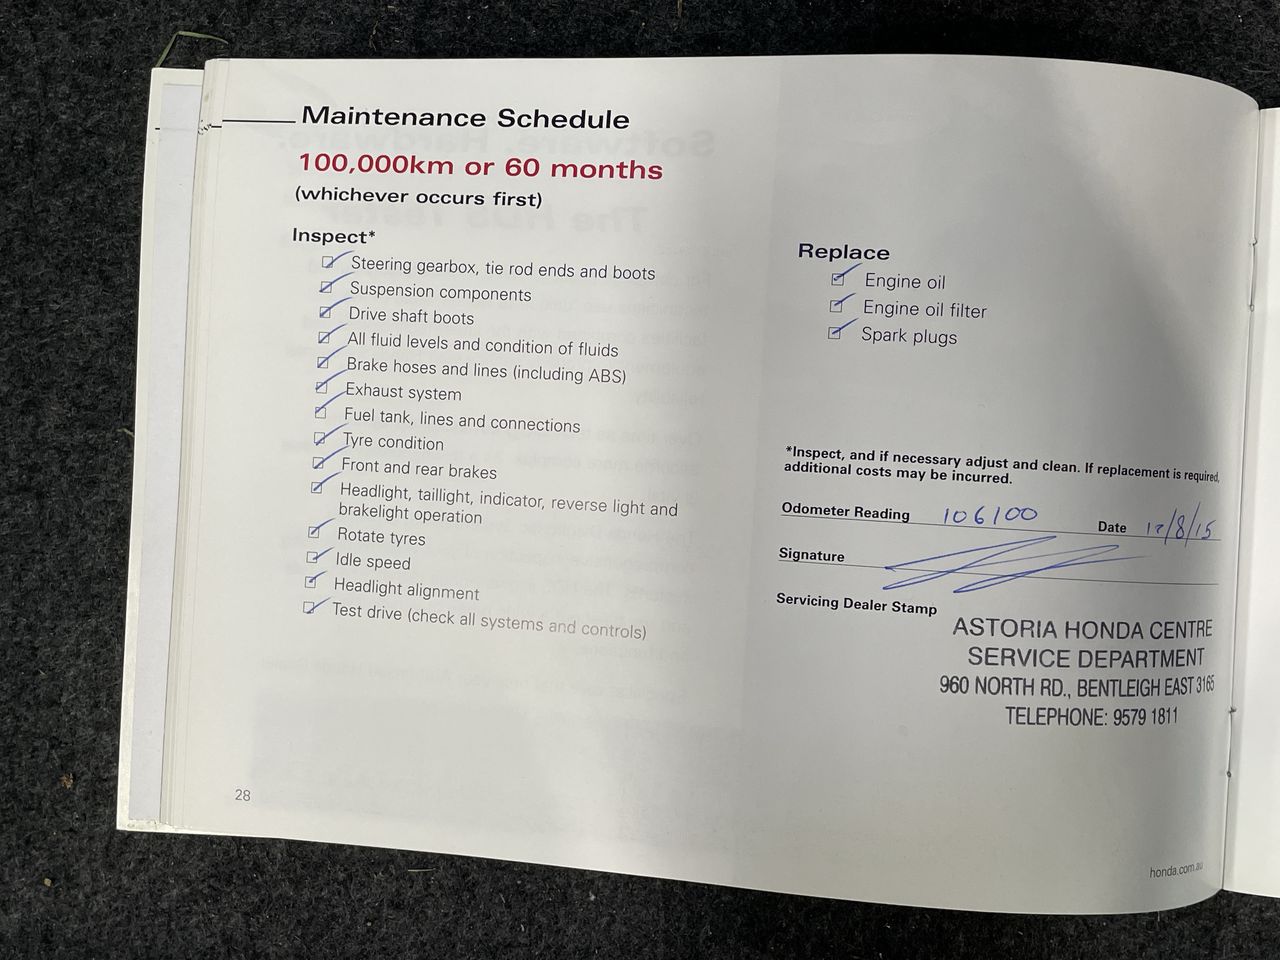 Maintenance Schedule
100,000km or 60 months
(whichever occurs first)
Inspect*
Steering gearbox, tie rod ends and boots
Suspension components
Drive shaft boots
All fluid levels and condition of fluids
Brake hoses and lines (including ABS)
Exhaust system
Fuel tank, lines and connections
Tyre condition
Front and rear brakes
Headlight, taillight, indicator, reverse light and
brakelight operation
Rotate tyres
Idle speed
Headlight alignment
Test drive (check all systems and controls)
Replace
Engine oil
Engine oil filter
Spark plugs
*Inspect, and if necessary adjust and clean. If replacement is required,
additional costs may be incurred.
Odometer Reading 106100 Date 12/8/15
Signature
Servicing Dealer Stamp
ASTORIA HONDA CENTRE
SERVICE DEPARTMENT
960 NORTH RD., BENTLEIGH EAST 3165
TELEPHONE: 9579 1811
28
honda.com.au